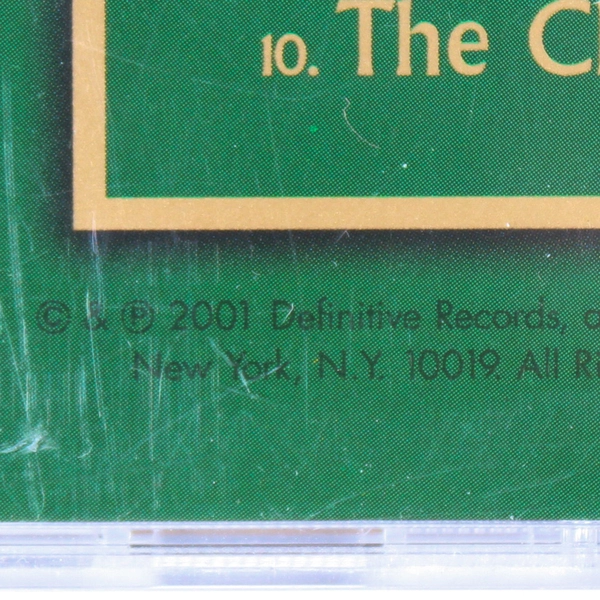 10. The
© & ℗ 2001 Definitive Records,
New York, N.Y. 10019. All